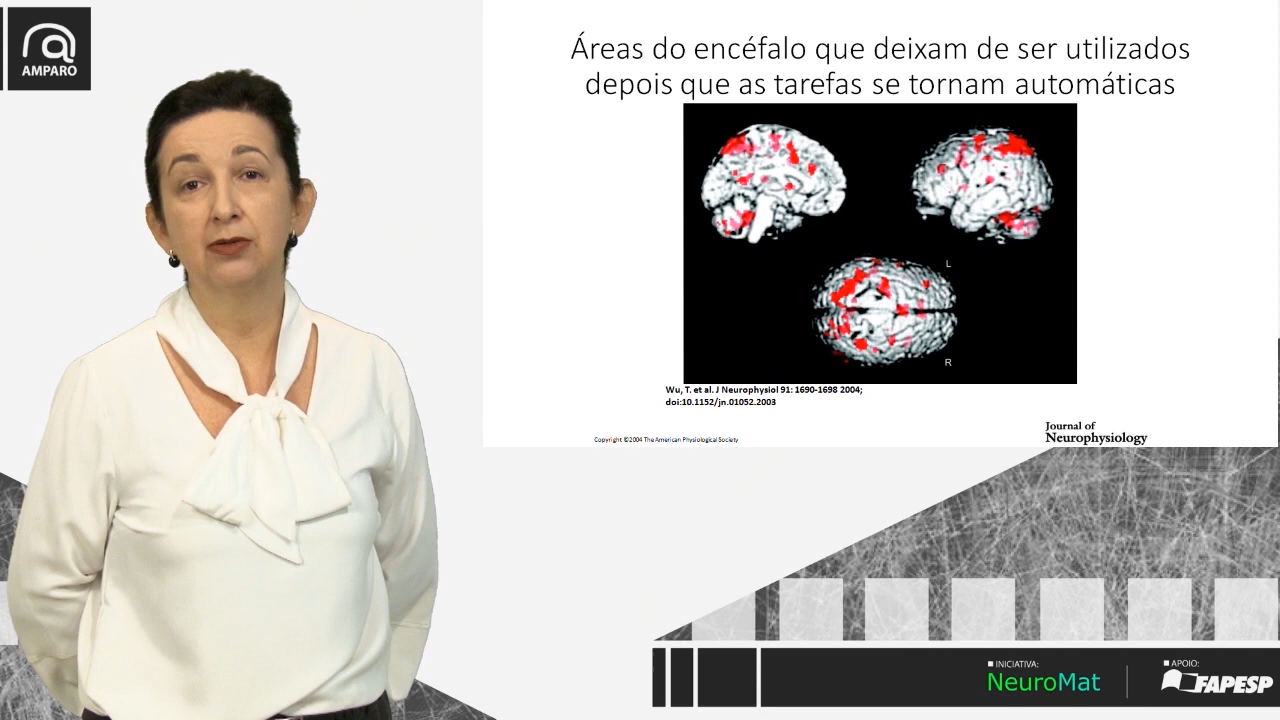 AMPARO
Áreas do encéfalo que deixam de ser utilizados
depois que as tarefas se tornam automáticas
L
R
Wu, T. et al. J Neurophysiol 91: 1690-1698 2004;
doi:10.1152/jn.01052.2003
Copyright ©2004 The American Physiological Society
Journal of
Neurophysiology
INICIATIVA:
NeuroMat
APOIO:
FAPESP